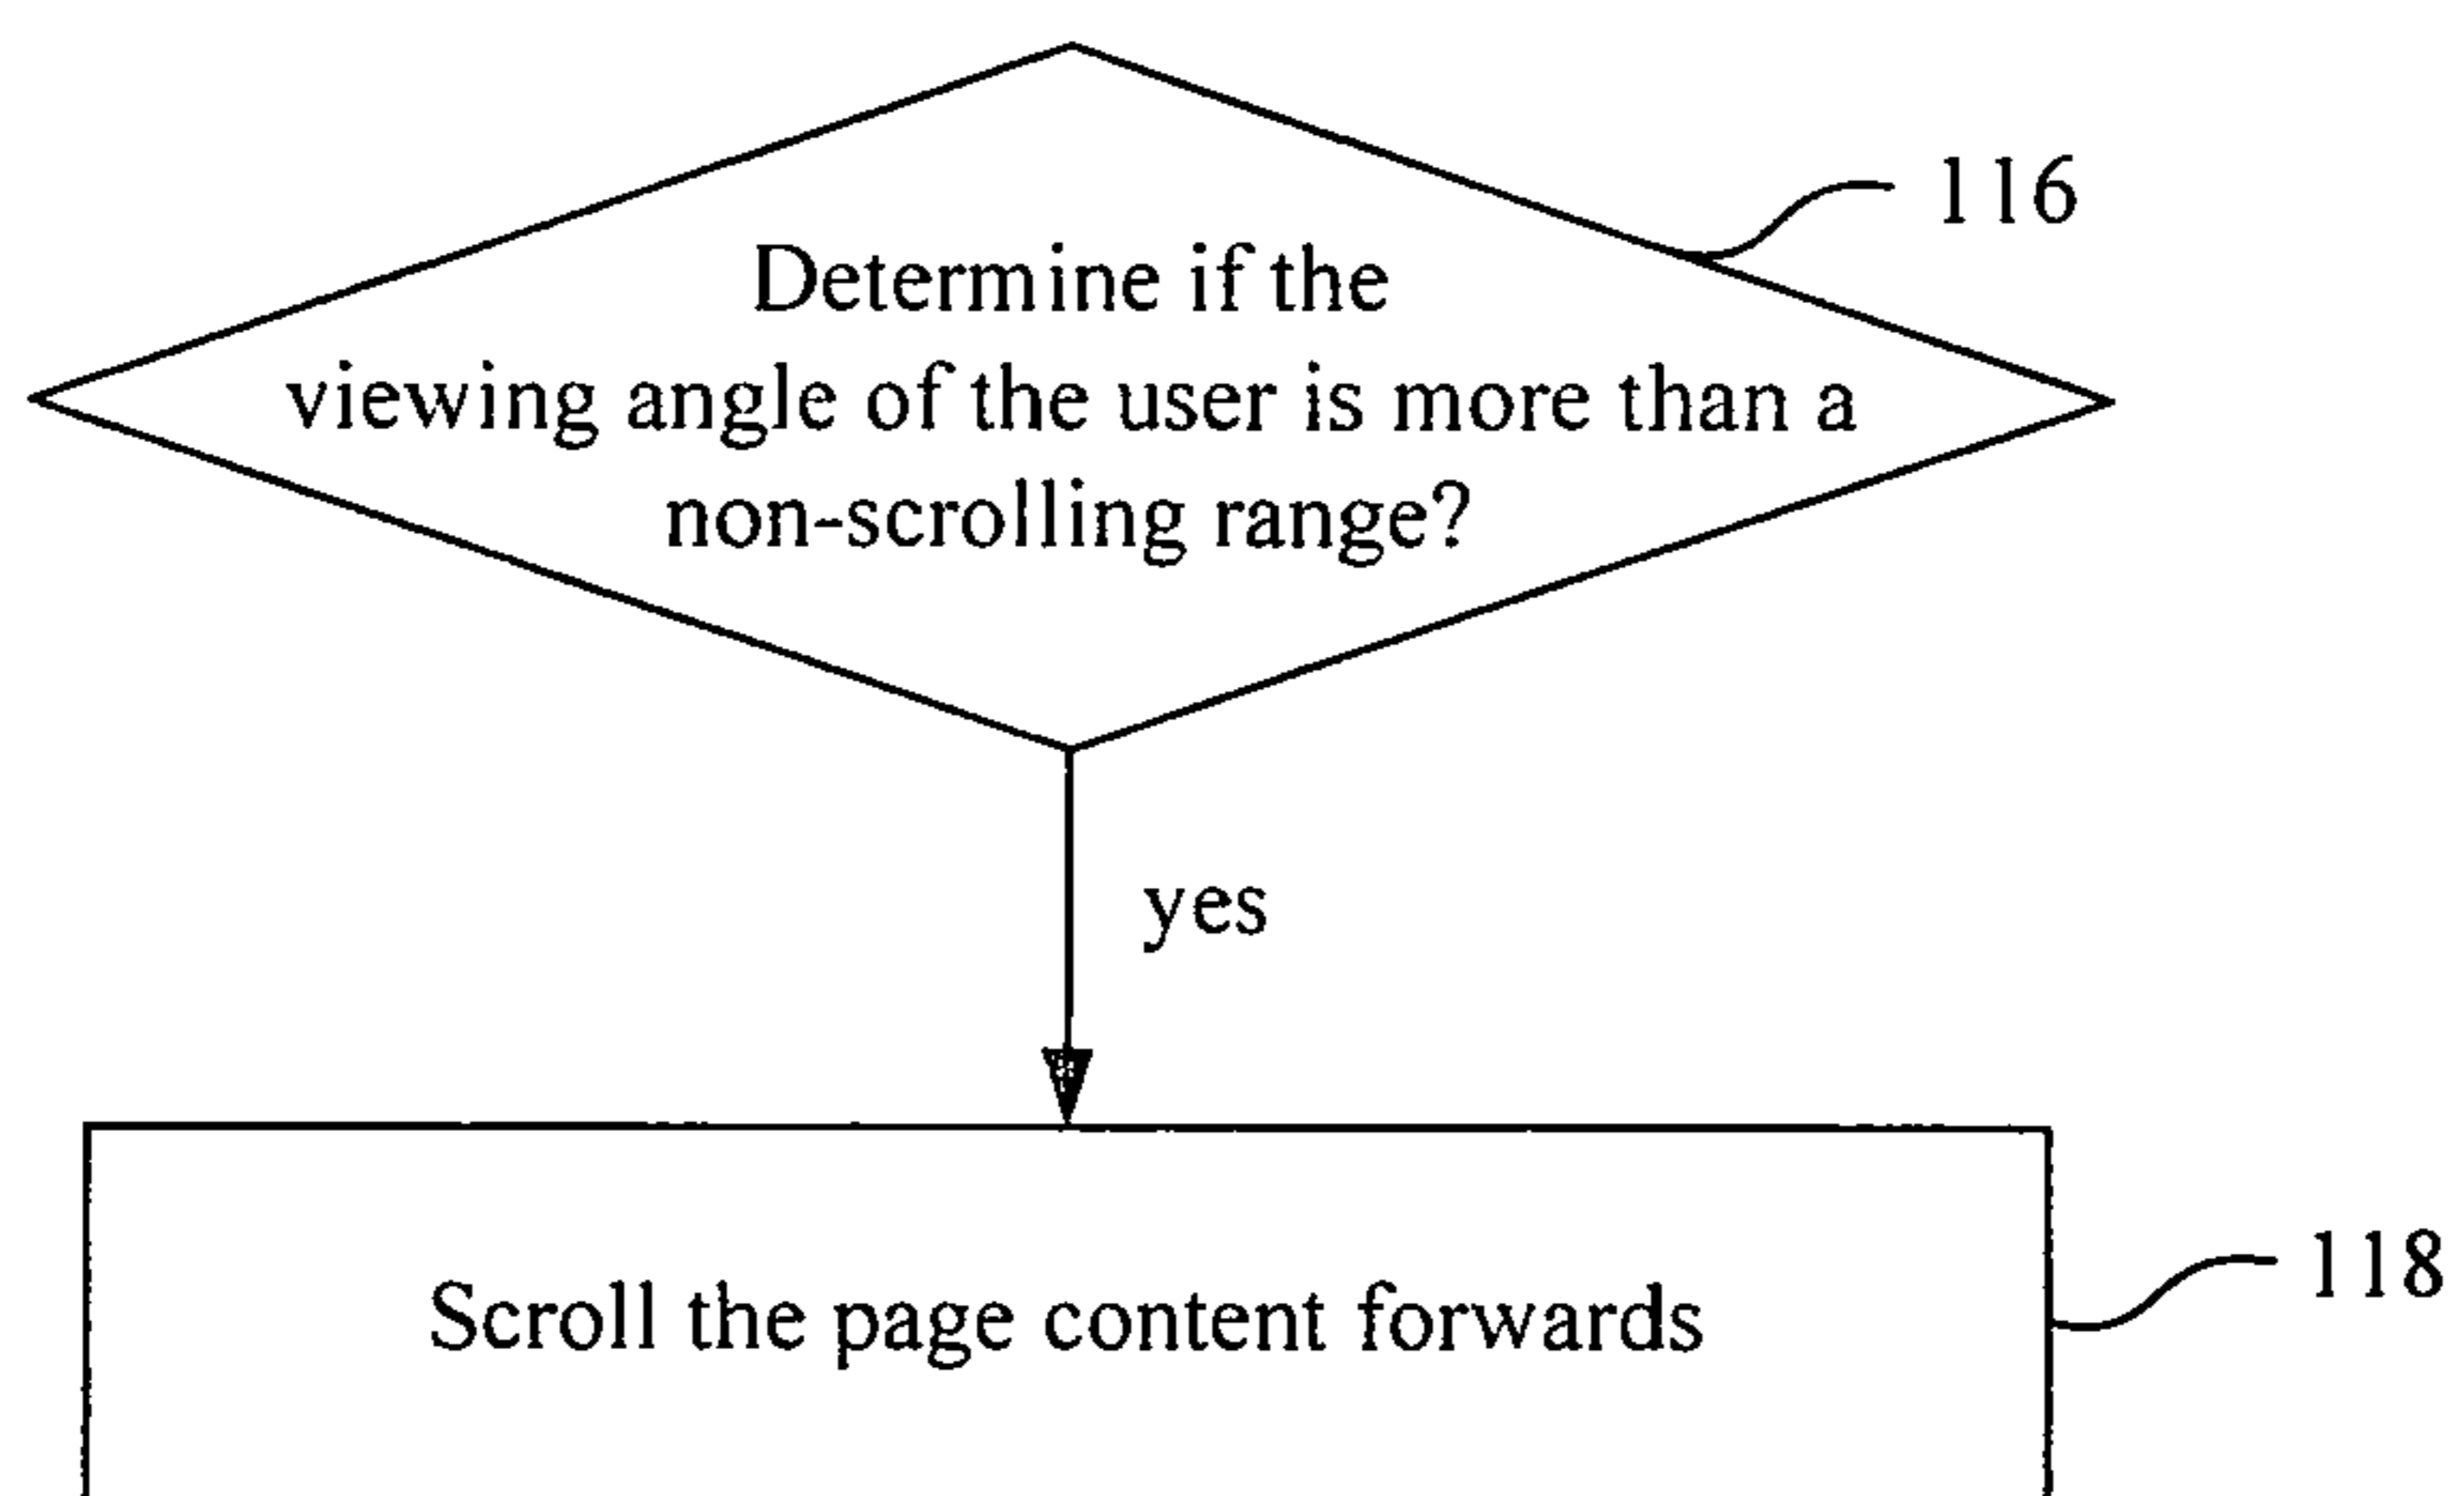 116
Determine if the
viewing angle of the user is more than a
non-scrolling range?
yes
118
Scroll the page content forwards